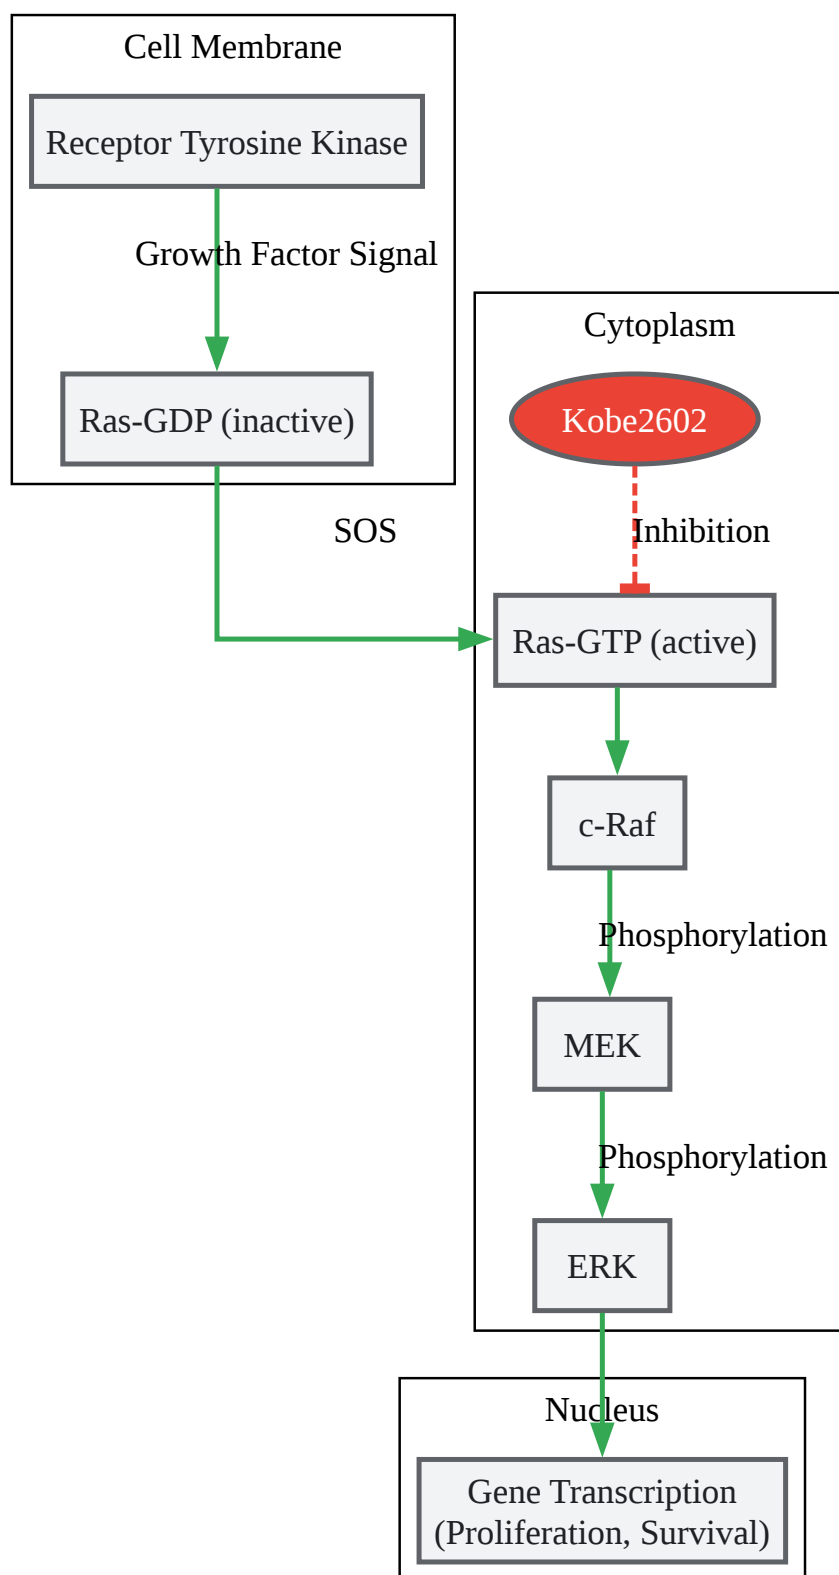 Cell Membrane
Receptor Tyrosine Kinase
Growth Factor Signal
Ras-GDP (inactive)
SOS
Cytoplasm
Kobe2602
Inhibition
Ras-GTP (active)
c-Raf
Phosphorylation
MEK
Phosphorylation
ERK
Nucleus
Gene Transcription
(Proliferation, Survival)